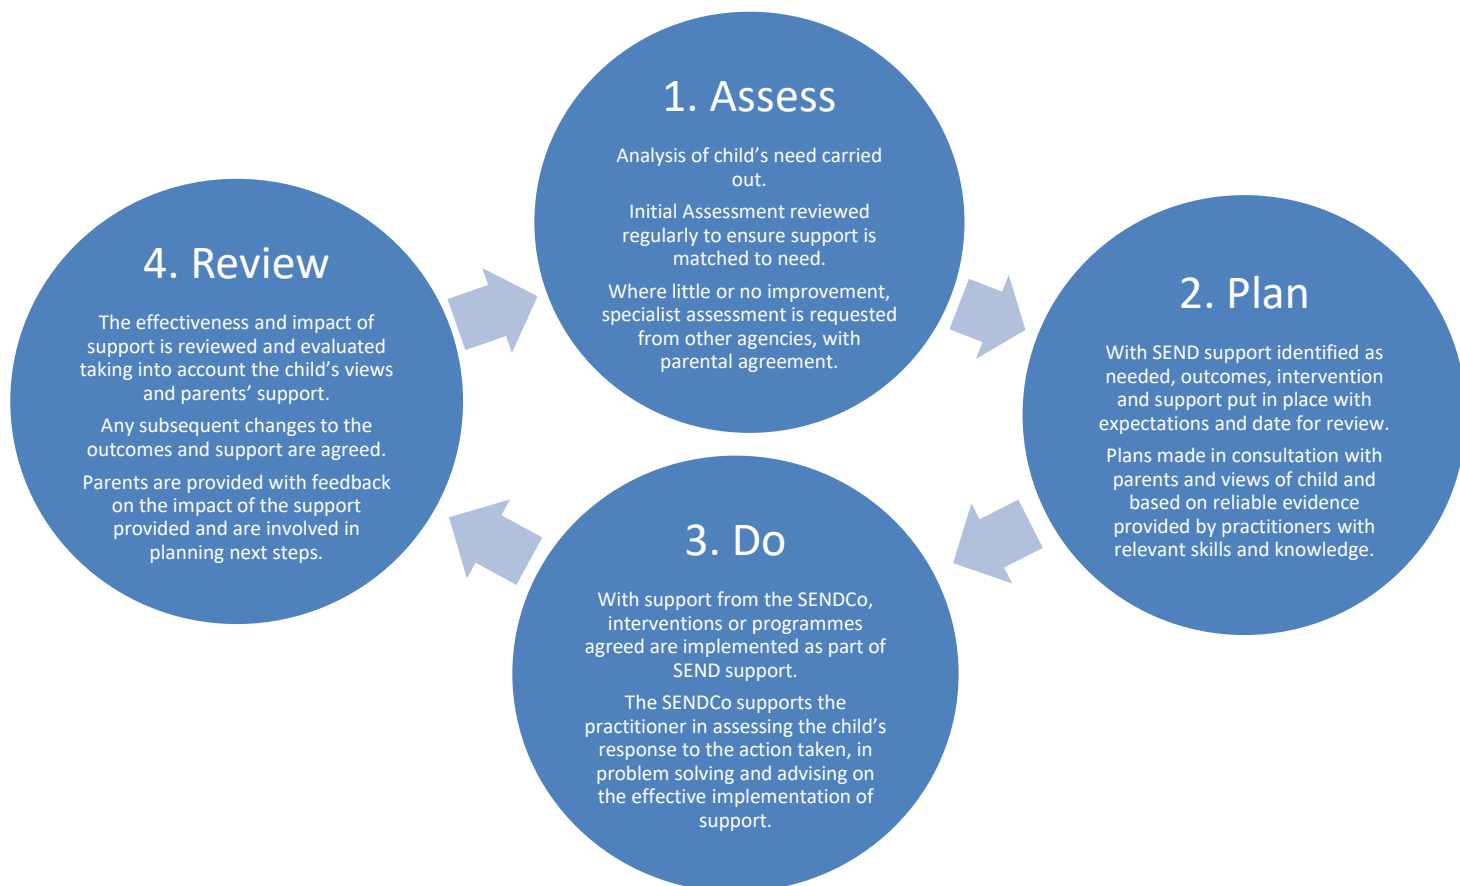 1. Assess
Analysis of child’s need carried
out.
Initial Assessment reviewed
regularly to ensure support is
matched to need.
Where little or no improvement,
specialist assessment is requested
from other agencies, with
parental agreement.
2. Plan
With SEND support identified as
needed, outcomes, intervention
and support put in place with
expectations and date for review.
Plans made in consultation with
parents and views of child and
based on reliable evidence
provided by practitioners with
relevant skills and knowledge.
3. Do
With support from the SENDCo,
interventions or programmes
agreed are implemented as part of
SEND support.
The SENDCo supports the
practitioner in assessing the child’s
response to the action taken, in
problem solving and advising on
the effective implementation of
support.
4. Review
The effectiveness and impact of
support is reviewed and evaluated
taking into account the child’s views
and parents’ support.
Any subsequent changes to the
outcomes and support are agreed.
Parents are provided with feedback
on the impact of the support
provided and are involved in
planning next steps.